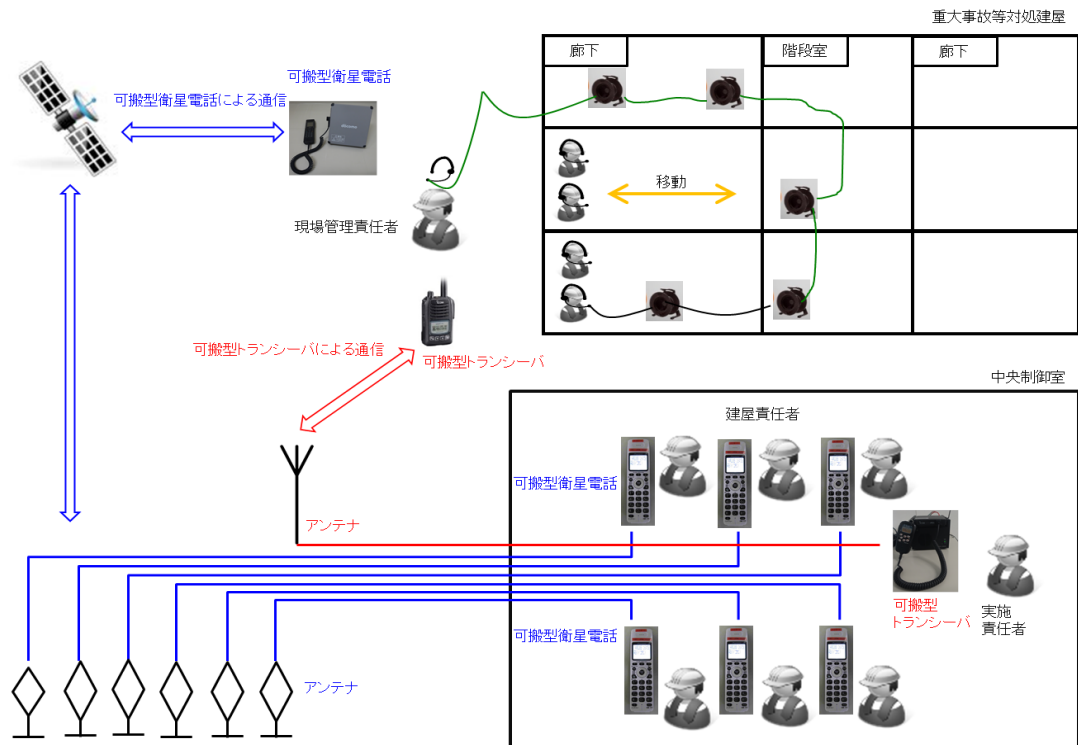 重大事故等対処建屋
廊下
階段室
廊下
可搬型衛星電話
可搬型衛星電話による通信
移動
現場管理責任者
可搬型トランシーバによる通信
可搬型トランシーバ
中央制御室
建屋責任者
可搬型衛星電話
アンテナ
可搬型
トランシーバ
実施
責任者
可搬型衛星電話
アンテナ